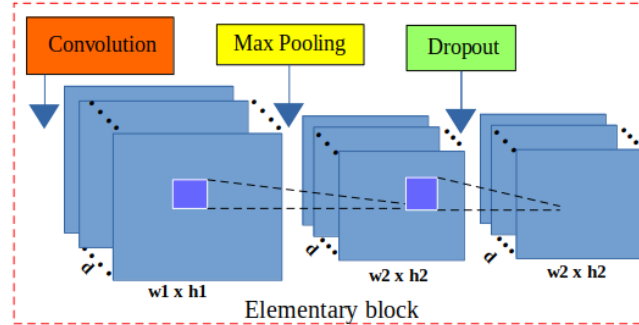 Convolution
Max Pooling
Dropout
d
d
d
w1 x h1
w2 x h2
w2 x h2
Elementary block